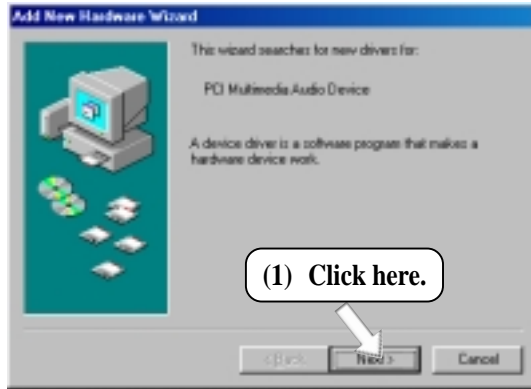 Add New Hardware Wizard
This wizard searches for new drivers for:
PCI Multimedia Audio Device
A device driver is a software program that makes a
hardware device work.
(1) Click here.
< Back
Next >
Cancel